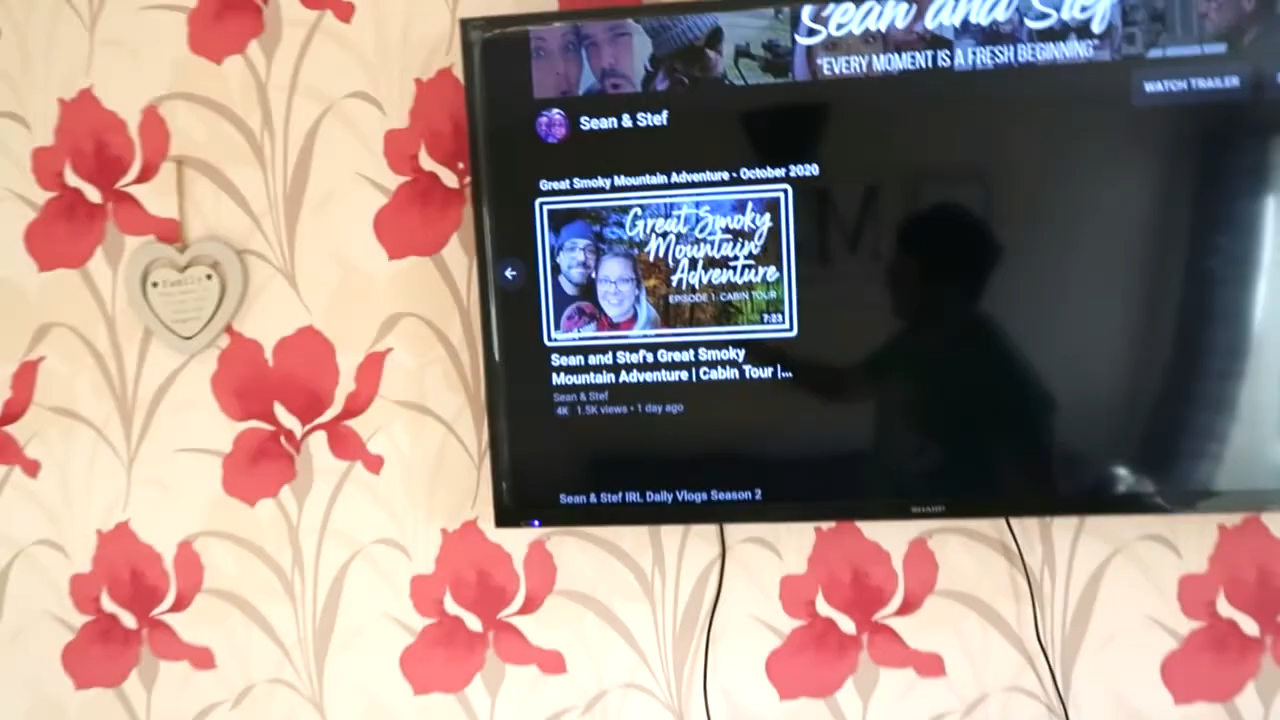 Sean and Stef
"EVERY MOMENT IS A FRESH BEGINNING"
WATCH TRAILER
Sean & Stef
Great Smoky Mountain Adventure - October 2020
Great Smoky
Mountain
Adventure
EPISODE 1: CABIN TOUR
7:23
Sean and Stef's Great Smoky
Mountain Adventure | Cabin Tour |...
Sean & Stef
4K 1.5K views • 1 day ago
Sean & Stef IRL Daily Vlogs Season 2
SHARP
Family